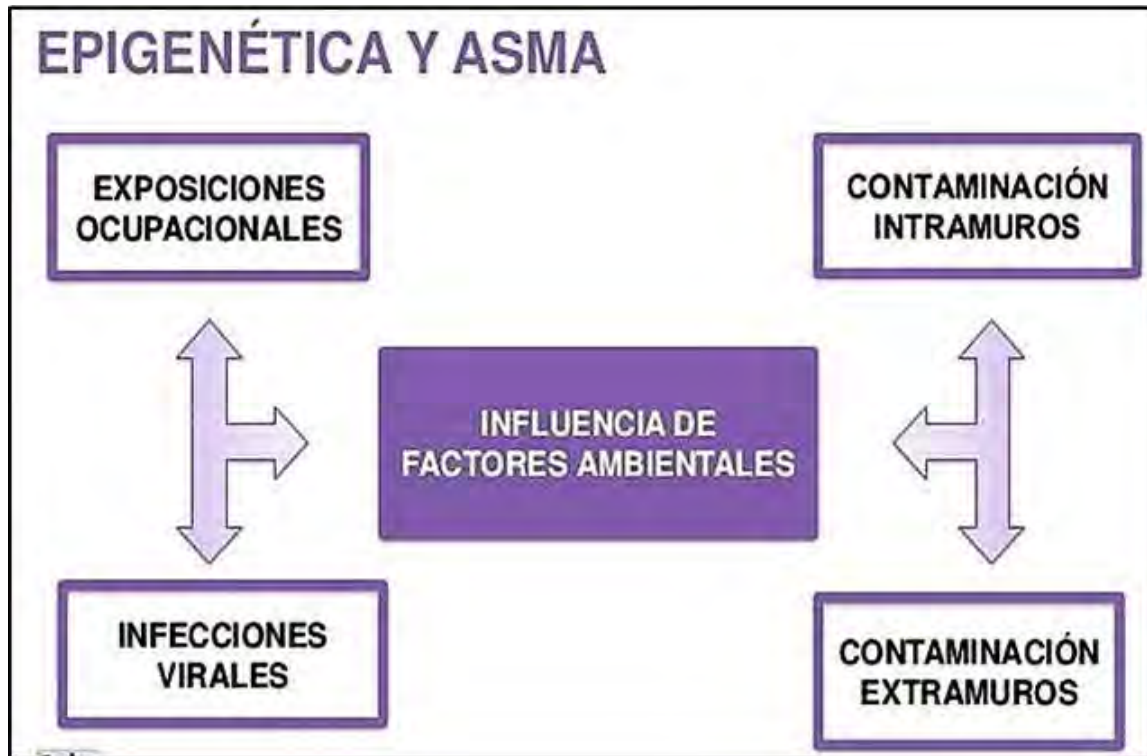 EPIGENÉTICA Y ASMA
EXPOSICIONES
OCUPACIONALES
CONTAMINACIÓN
INTRAMUROS
INFLUENCIA DE
FACTORES AMBIENTALES
INFECCIONES
VIRALES
CONTAMINACIÓN
EXTRAMUROS